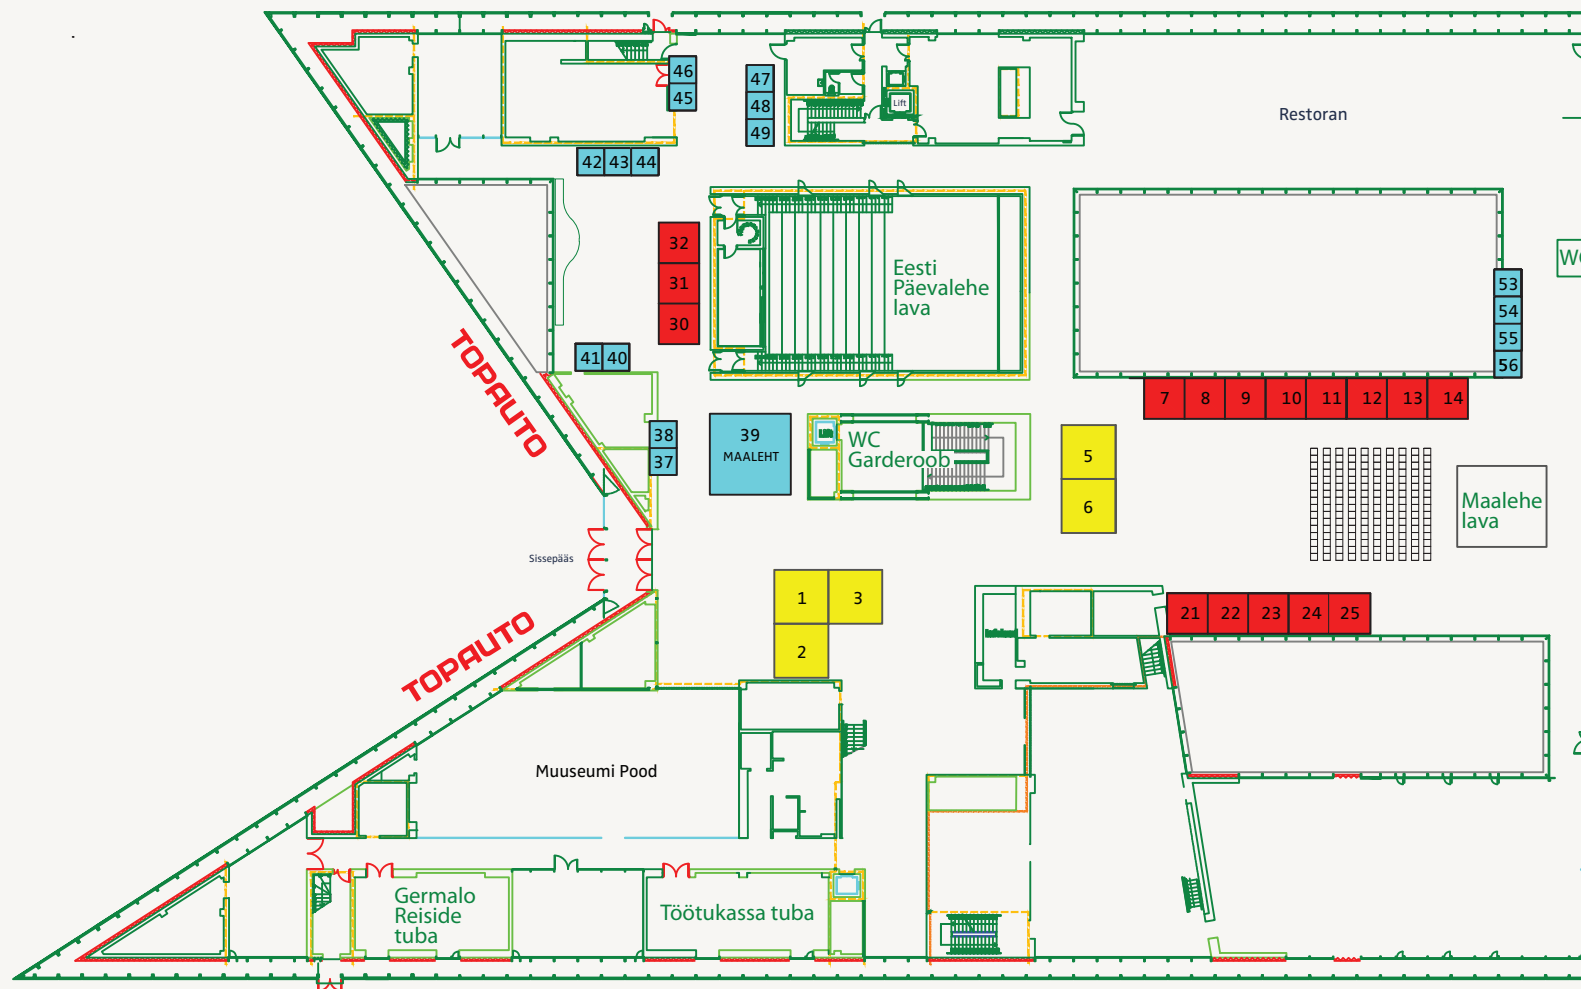 46
45
47
48
49
Lift
Restoran
42 43 44
32
31
30
Eesti
Päevalehe
lava
53
54
55
56
41 40
7 8 9 10 11 12 13 14
TOPAUTO
38
37
39
MAALEHT
Lift
WC
Garderoob
5
6
Maalehe
lava
Sissepääs
1 3
2
21 22 23 24 25
TOPAUTO
Muuseumi Pood
Germalo
Reiside
tuba
Töötukassa tuba